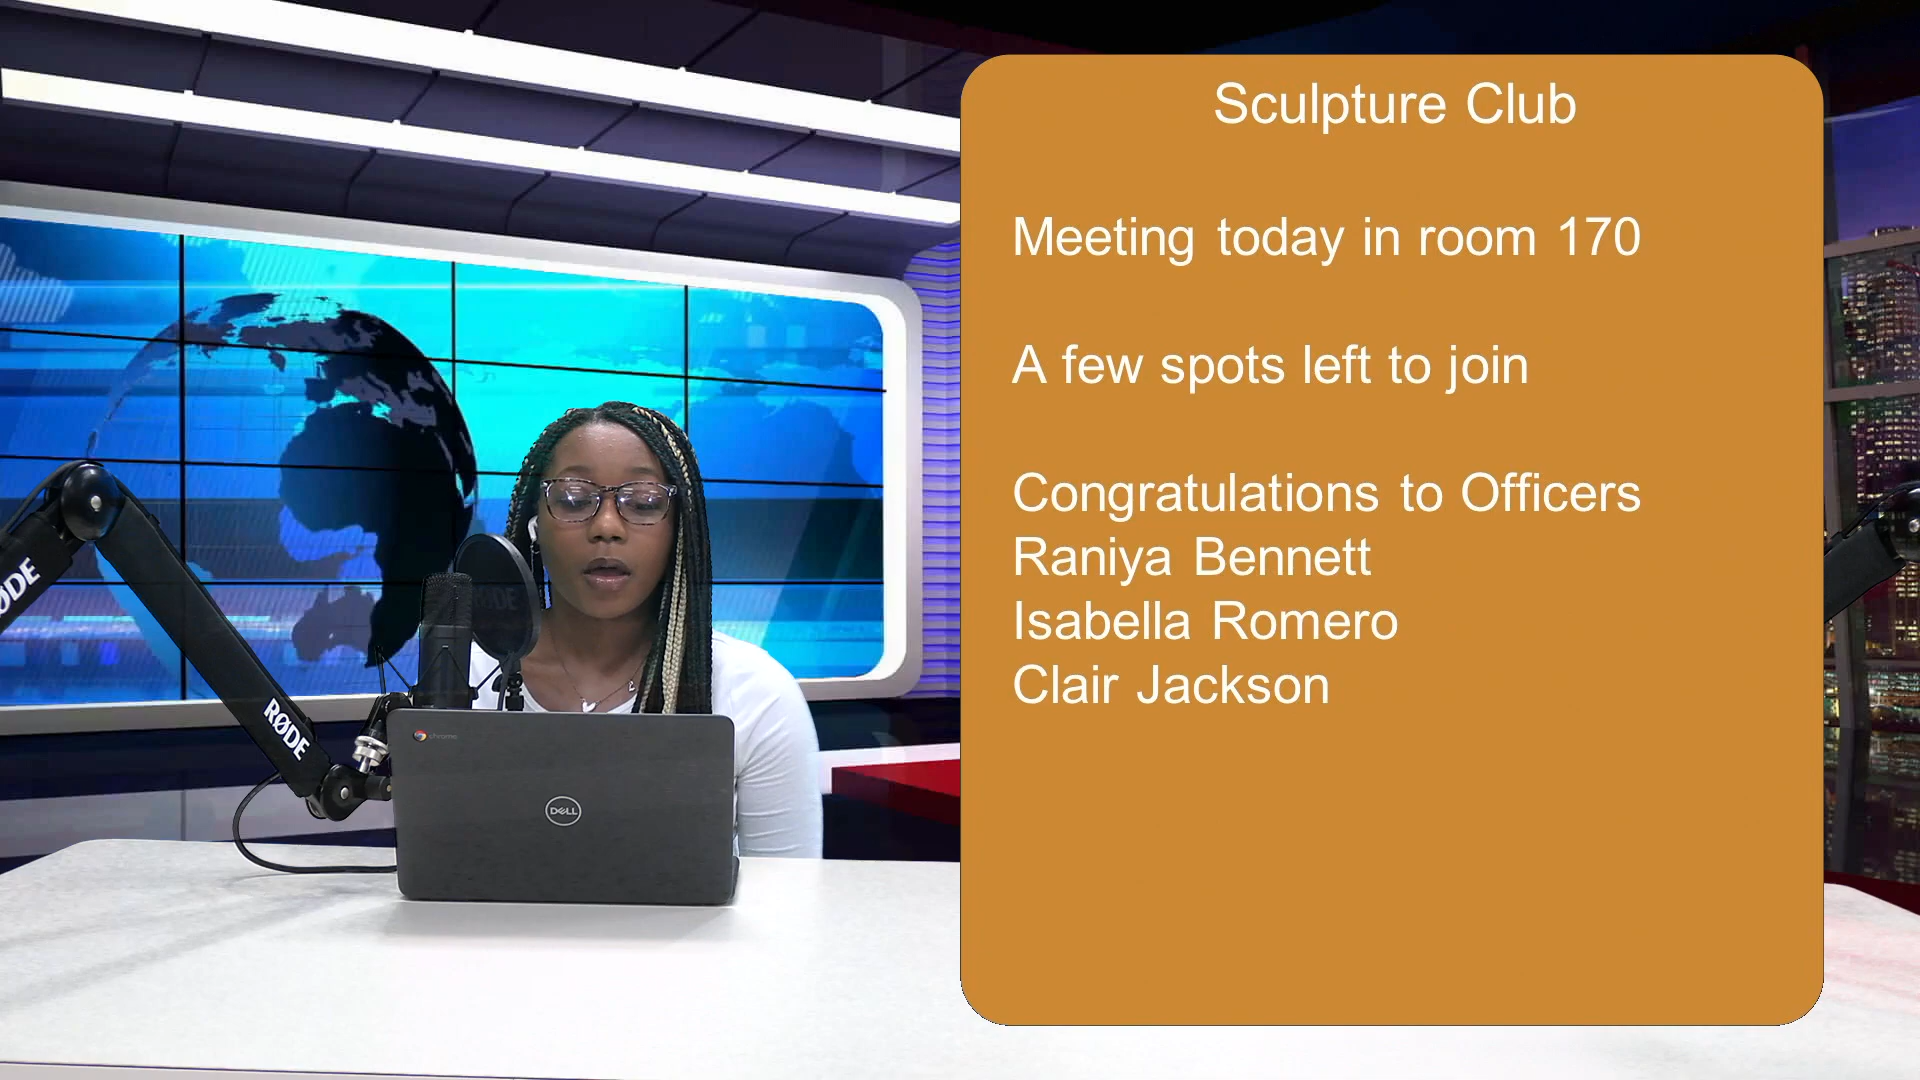 Sculpture Club
Meeting today in room 170
A few spots left to join
Congratulations to Officers
Raniya Bennett
Isabella Romero
Clair Jackson
RØDE
RØDE
chrome
DELL